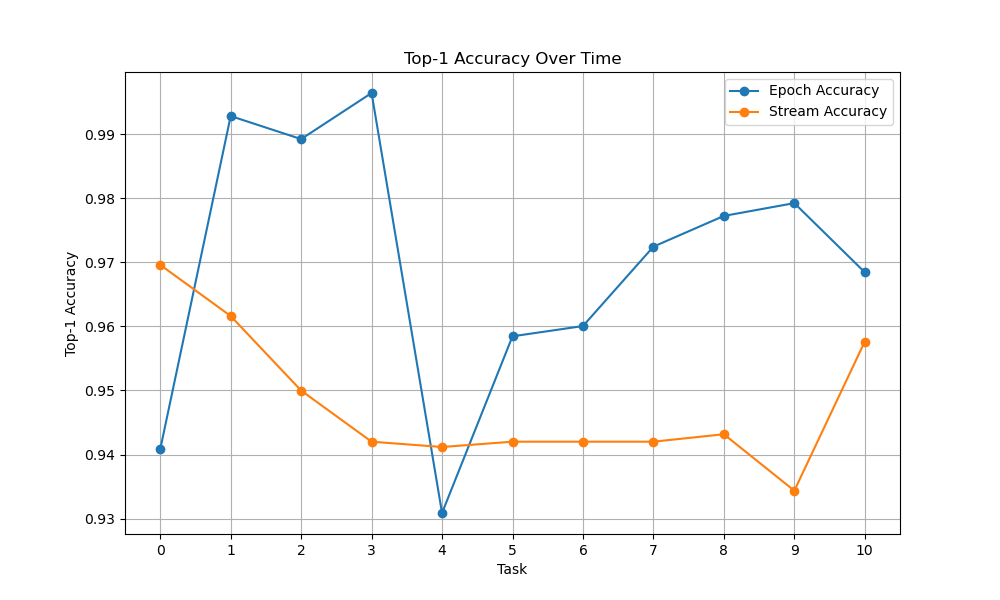 Top-1 Accuracy Over Time
Epoch Accuracy
Stream Accuracy
Top-1 Accuracy
0.99
0.98
0.97
0.96
0.95
0.94
0.93
0 1 2 3 4 5 6 7 8 9 10
Task